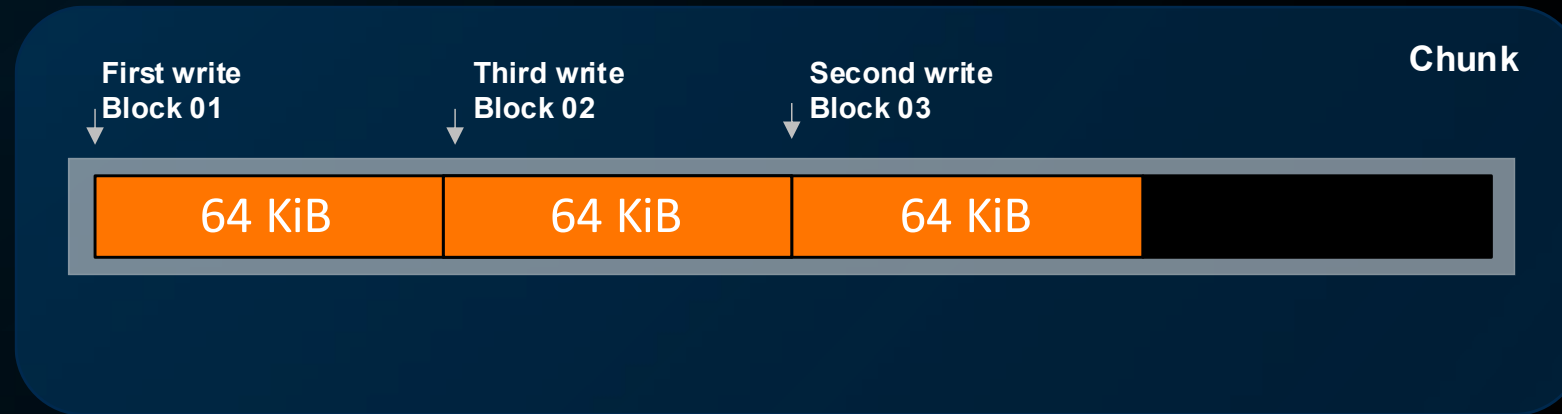 Chunk
First write
Block 01
Third write
Block 02
Second write
Block 03
64 KiB
64 KiB
64 KiB